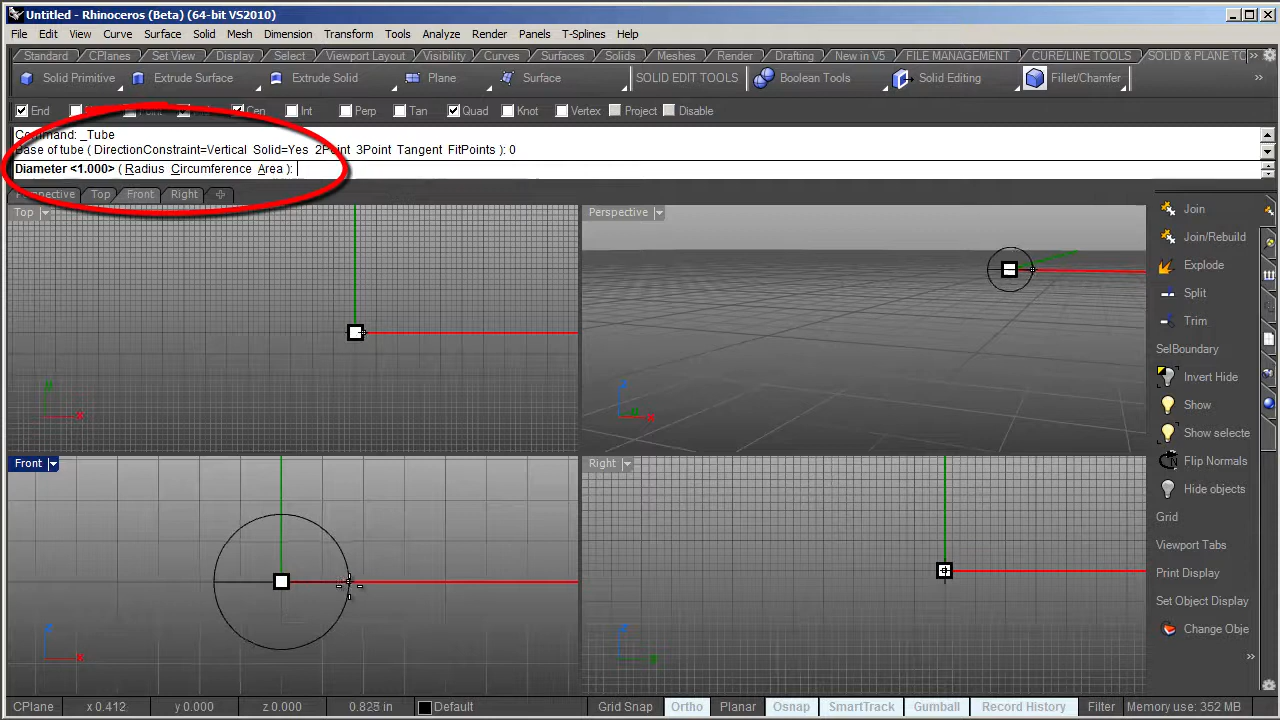 Untitled - Rhinoceros (Beta) (64-bit VS2010)
File Edit View Curve Surface Solid Mesh Dimension Transform Tools Analyze Render Panels T-Splines Help
Standard CPlanes Set View Display Select Viewport Layout Visibility Curves Surfaces Solids Meshes Render Drafting New in V5 FILE MANAGEMENT CURE/LINE TOOLS SOLID & PLANE TC
Solid Primitive Extrude Surface Extrude Solid Plane Surface SOLID EDIT TOOLS Boolean Tools Solid Editing Fillet/Chamfer
End Cen Int Perp Tan Quad Knot Vertex Project Disable
Command: _Tube
Base of tube ( DirectionConstraint=Vertical Solid=Yes 2Point 3Point Tangent FitPoints ): 0
Diameter <1.000> ( Radius Circumference Area ):
Perspective Top Front Right
Top
Perspective
Join
Join/Rebuild
Explode
Split
Trim
SelBoundary
Invert Hide
Show
Show selecte
Front
Right
Flip Normals
Hide objects
Grid
Viewport Tabs
Print Display
Set Object Display
Change Obje
CPlane x 0.412 y 0.000 z 0.000 0.825 in Default Grid Snap Ortho Planar Osnap SmartTrack Gumball Record History Filter Memory use: 352 MB